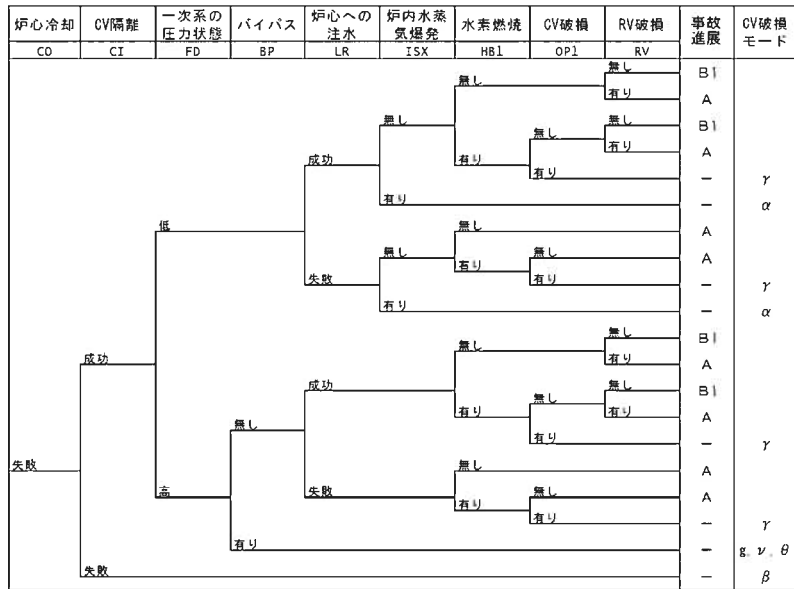 炉心冷却 CV隔離 一次系の圧力状態 バイパス 炉心への注水 炉内水蒸気爆発 水素燃焼 CV破損 RV破損 事故進展 CV破損モード
CO CI FD BP LR ISX HB1 OP1 RV
無し B1
無し
有り A
無し
無し B1
無し
有り A
成功 有り
有り － γ
有り － α
低
無し A
無し
無し A
有り
失敗 有り － γ
有り － α
無し B1
成功 無し
有り A
成功
無し B1
無し
有り A
有り
無し
有り － γ
失敗
無し A
高 失敗 無し A
有り
有り － γ
有り － g、ν、θ
失敗 － β